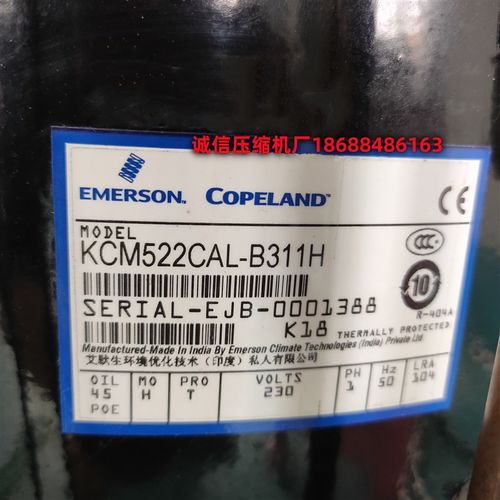 诚信压缩机厂18688486163
EMERSON. COPELAND™
MODEL
KCM522CAL-B311H
SERIAL-EJB-0001388
K18 THERMALLY PROTECTED
10
R-404A
Manufactured-Made In India By Emerson Climate Technologies (India) Private Ltd
艾默生环境优化技术（印度）私人有限公司
OIL MO PRO VOLTS PH Hz LRA
45 H T 230 1 50 104
POE